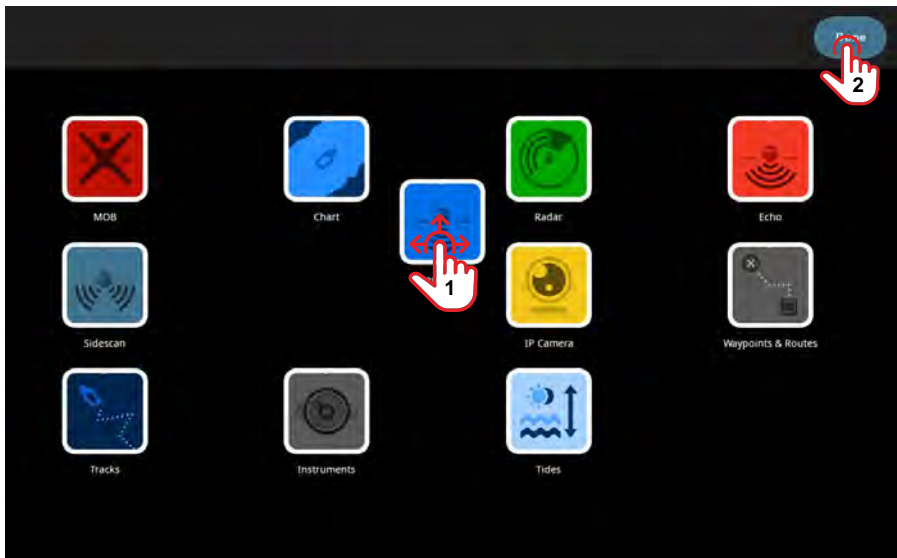 Done
2
MOB
Chart
Radar
Echo
1
Sidescan
IP Camera
Waypoints & Routes
Tracks
Instruments
Tides